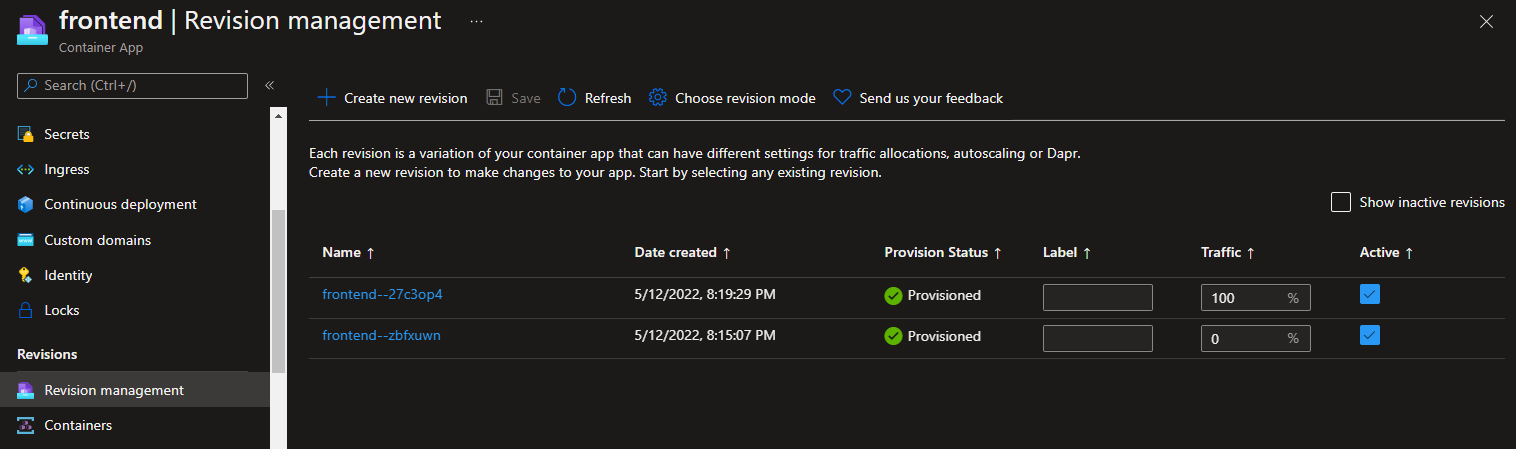 frontend | Revision management ...
Container App
Search (Ctrl+/)
«
Create new revision Save Refresh Choose revision mode Send us your feedback
Secrets
Ingress
Continuous deployment
Custom domains
Identity
Locks
Revisions
Revision management
Containers
Each revision is a variation of your container app that can have different settings for traffic allocations, autoscaling or Dapr.
Create a new revision to make changes to your app. Start by selecting any existing revision.
Show inactive revisions
Name ↑ Date created ↑ Provision Status ↑ Label ↑ Traffic ↑ Active ↑
frontend--27c3op4 5/12/2022, 8:19:29 PM Provisioned 100 %
frontend--zbfxuwn 5/12/2022, 8:15:07 PM Provisioned 0 %